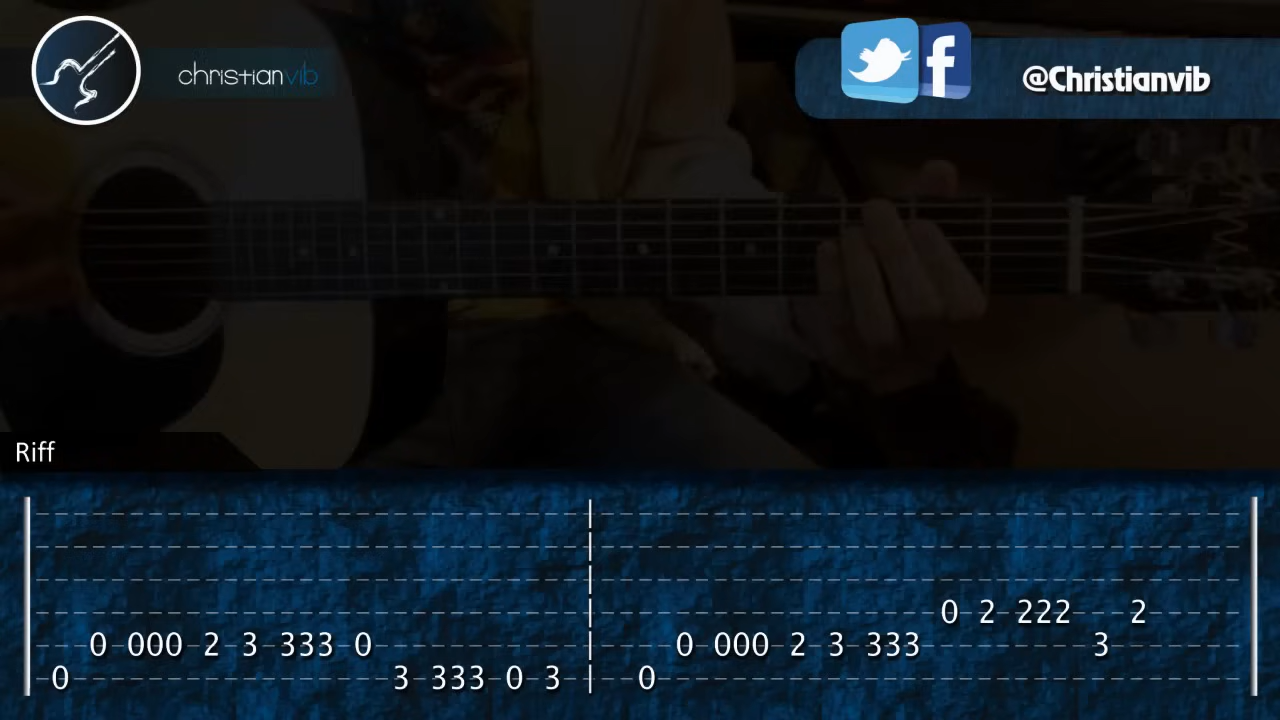 christianvib
@Christianvib
Riff
0 2 222 2
0 000 2 3 333 0 0 000 2 3 333 3
0 3 333 0 3 0